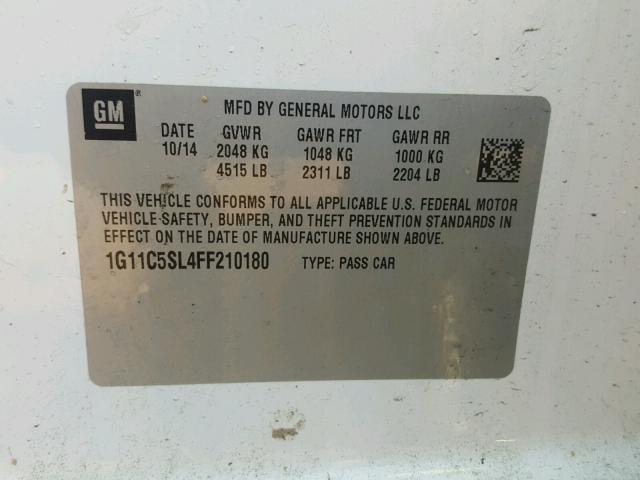 GM ®
MFD BY GENERAL MOTORS LLC
DATE GVWR GAWR FRT GAWR RR
10/14 2048 KG 1048 KG 1000 KG
4515 LB 2311 LB 2204 LB
THIS VEHICLE CONFORMS TO ALL APPLICABLE U.S. FEDERAL MOTOR
VEHICLE SAFETY, BUMPER, AND THEFT PREVENTION STANDARDS IN
EFFECT ON THE DATE OF MANUFACTURE SHOWN ABOVE.
1G11C5SL4FF210180 TYPE: PASS CAR